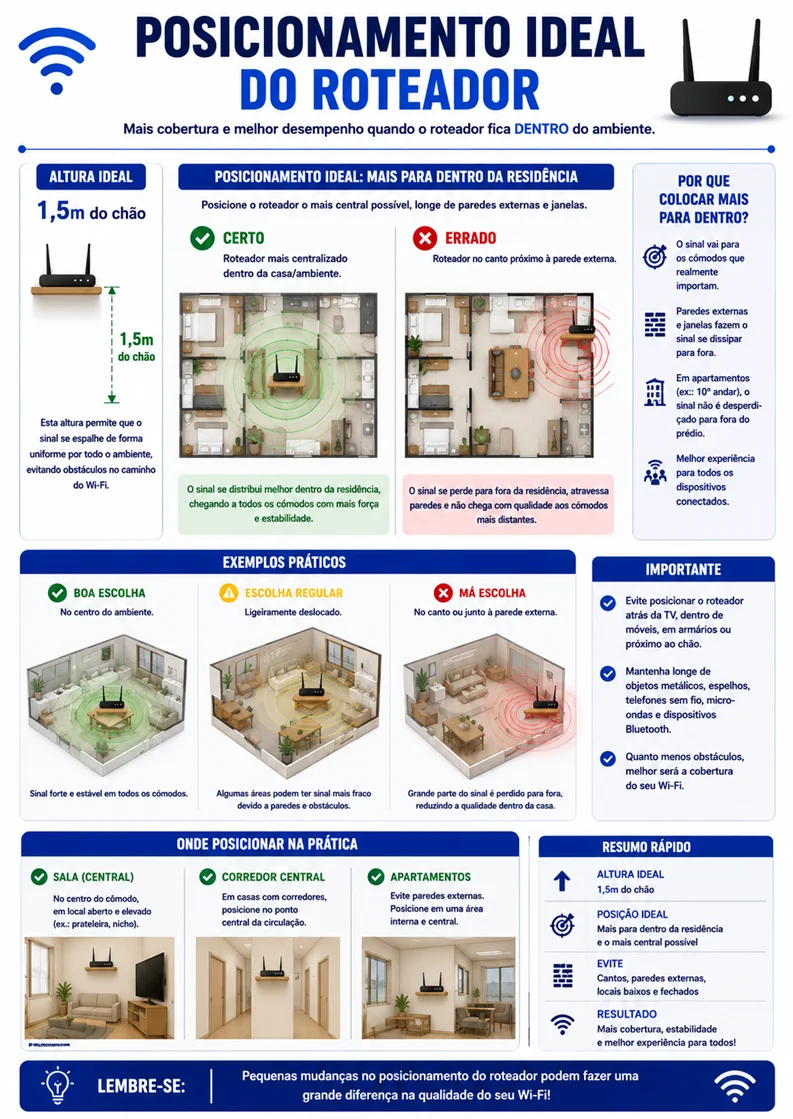 POSICIONAMENTO IDEAL
DO ROTEADOR
Mais cobertura e melhor desempenho quando o roteador fica DENTRO do ambiente.
ALTURA IDEAL
1,5m do chão
1,5m
do chão
Esta altura permite que o
sinal se espalhe de forma
uniforme por todo o ambiente,
evitando obstáculos no caminho
do Wi-Fi.
POSICIONAMENTO IDEAL: MAIS PARA DENTRO DA RESIDÊNCIA
Posicione o roteador o mais central possível, longe de paredes externas e janelas.
CERTO
Roteador mais centralizado
dentro da casa/ambiente.
O sinal se distribui melhor dentro da residência,
chegando a todos os cômodos com mais força
e estabilidade.
ERRADO
Roteador no canto próximo à parede externa.
O sinal se perde para fora da residência, atravessa
paredes e não chega com qualidade aos cômodos
mais distantes.
POR QUE
COLOCAR MAIS
PARA DENTRO?
O sinal vai para
os cômodos que
realmente
importam.
Paredes externas
e janelas fazem o
sinal se dissipar
para fora.
Em apartamentos
(ex:: 10º andar), o
sinal não é desperdi-
çado para fora do
prédio.
Melhor experiência
para todos os
dispositivos
conectados.
EXEMPLOS PRÁTICOS
BOA ESCOLHA
No centro do ambiente.
Sinal forte e estável em todos os cômodos.
ESCOLHA REGULAR
Ligeiramente deslocado.
Algumas áreas podem ter sinal mais fraco
devido a paredes e obstáculos.
MÁ ESCOLHA
No canto ou junto à parede externa.
Grande parte do sinal é perdido para fora,
reduzindo a qualidade dentro da casa.
IMPORTANTE
Evite posicionar o roteador
atrás da TV, dentro de
móveis, em armários ou
próximo ao chão.
Mantenha longe de
objetos metálicos, espelhos,
telefones sem fio, micro-
ondas e dispositivos
Bluetooth.
Quanto menos obstáculos,
melhor será a cobertura
do seu Wi-Fi.
ONDE POSICIONAR NA PRÁTICA
SALA (CENTRAL)
No centro do cômodo,
em local aberto e elevado
(ex.: prateleira, nicho).
CORREDOR CENTRAL
Em casas com corredores,
posicione no ponto
central da circulação.
APARTAMENTOS
Evite paredes externas.
Posicione em uma área
interna e central.
RESUMO RÁPIDO
ALTURA IDEAL
1,5m do chão
POSIÇÃO IDEAL
Mais para dentro da residência
e o mais central possível
EVITE
Cantos, paredes externas,
locais baixos e fechados
RESULTADO
Mais cobertura, estabilidade
e melhor experiência para todos!
LEMBRE-SE:
Pequenas mudanças no posicionamento do roteador podem fazer uma
grande diferença na qualidade do seu Wi-Fi!